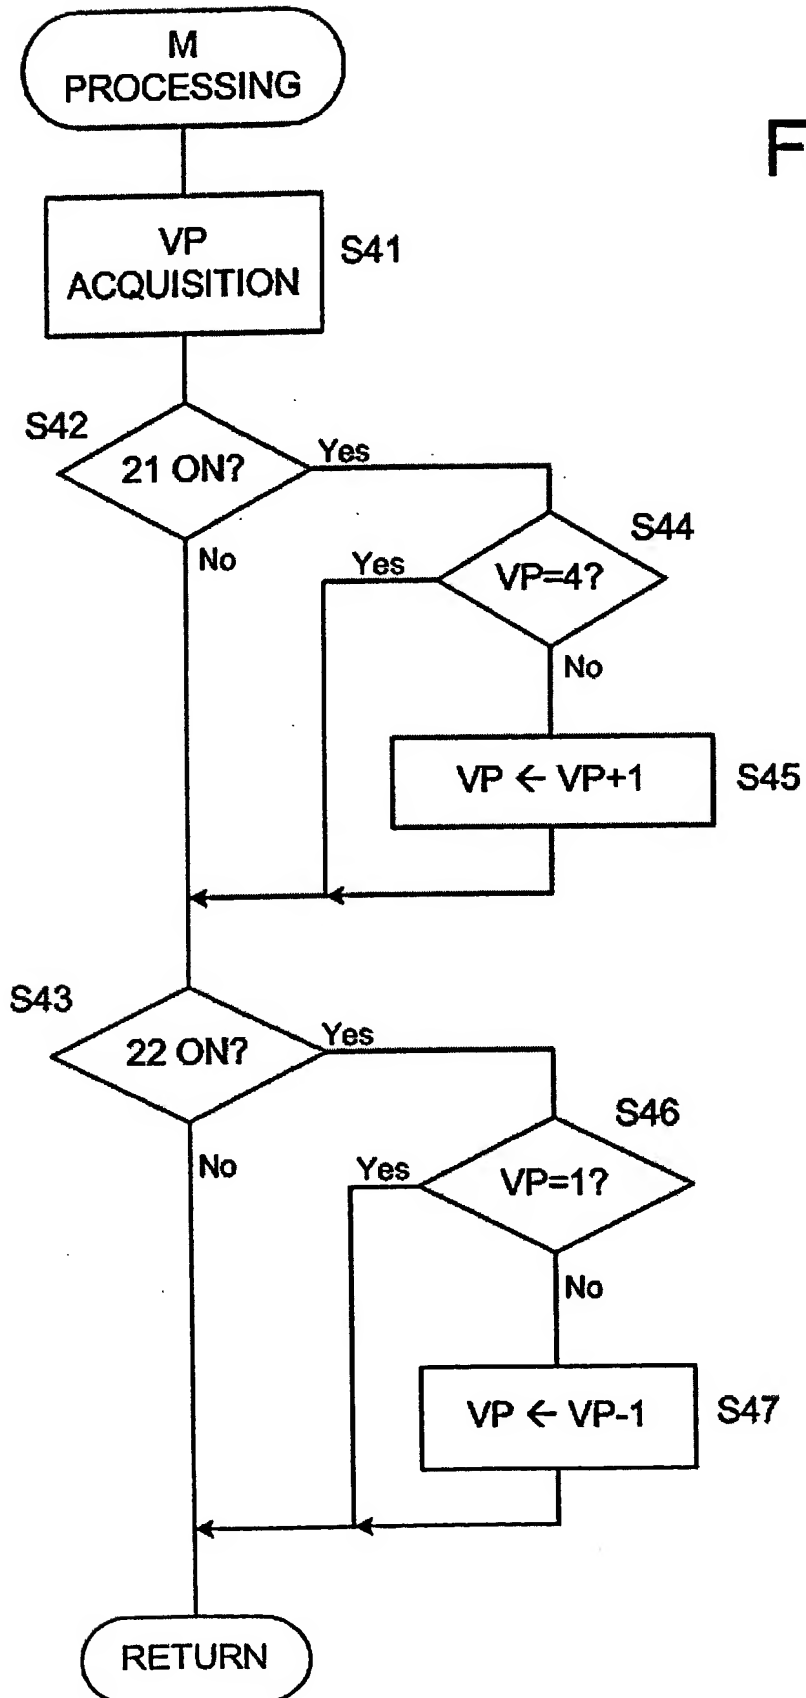 M
PROCESSING
F
VP
ACQUISITION
S41
S42
21 ON?
Yes
No
S44
VP=4?
Yes
No
VP ← VP+1
S45
S43
22 ON?
Yes
No
S46
VP=1?
Yes
No
VP ← VP-1
S47
RETURN